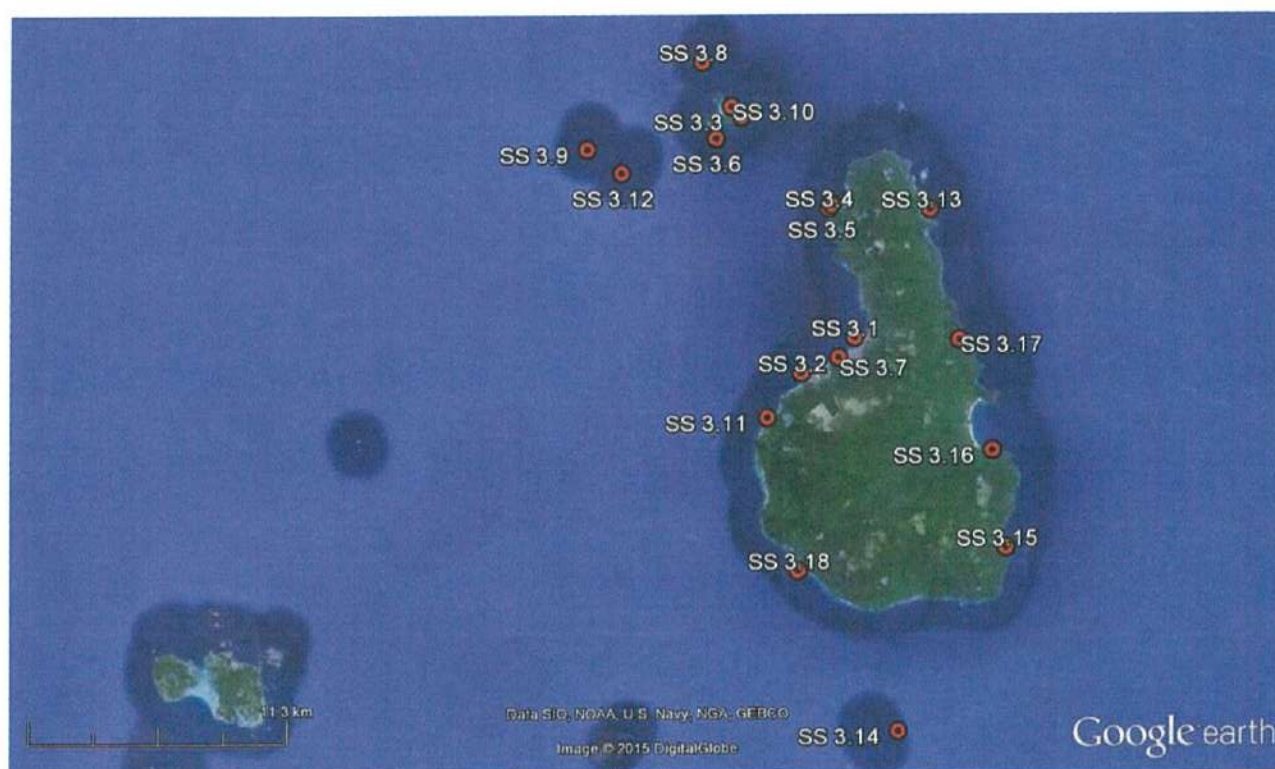 SS 3.8
SS 3.10
SS 3.3
SS 3.9
SS 3.6
SS 3.12
SS 3.4
SS 3.13
SS 3.5
SS 3.1
SS 3.17
SS 3.2
SS 3.7
SS 3.11
SS 3.16
SS 3.15
SS 3.18
11.3 km
Data SIO, NOAA, U.S. Navy, NGA, GEBCO
SS 3.14
Image © 2015 DigitalGlobe
Google earth